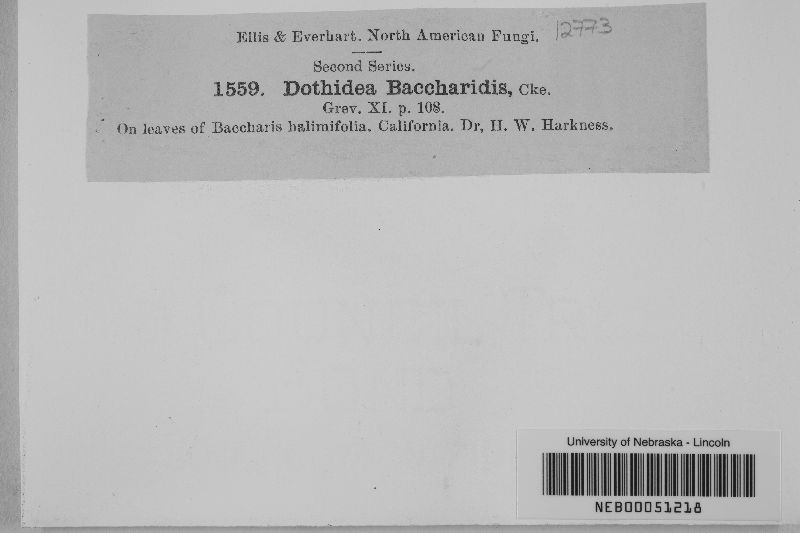 Ellis & Everhart. North American Fungi.
12773
Second Series.
1559. Dothidea Baccharidis, Cke.
Grev. XI. p. 108.
On leaves of Baccharis halimifolia. California. Dr, H. W. Harkness.
University of Nebraska - Lincoln
NEB00051218